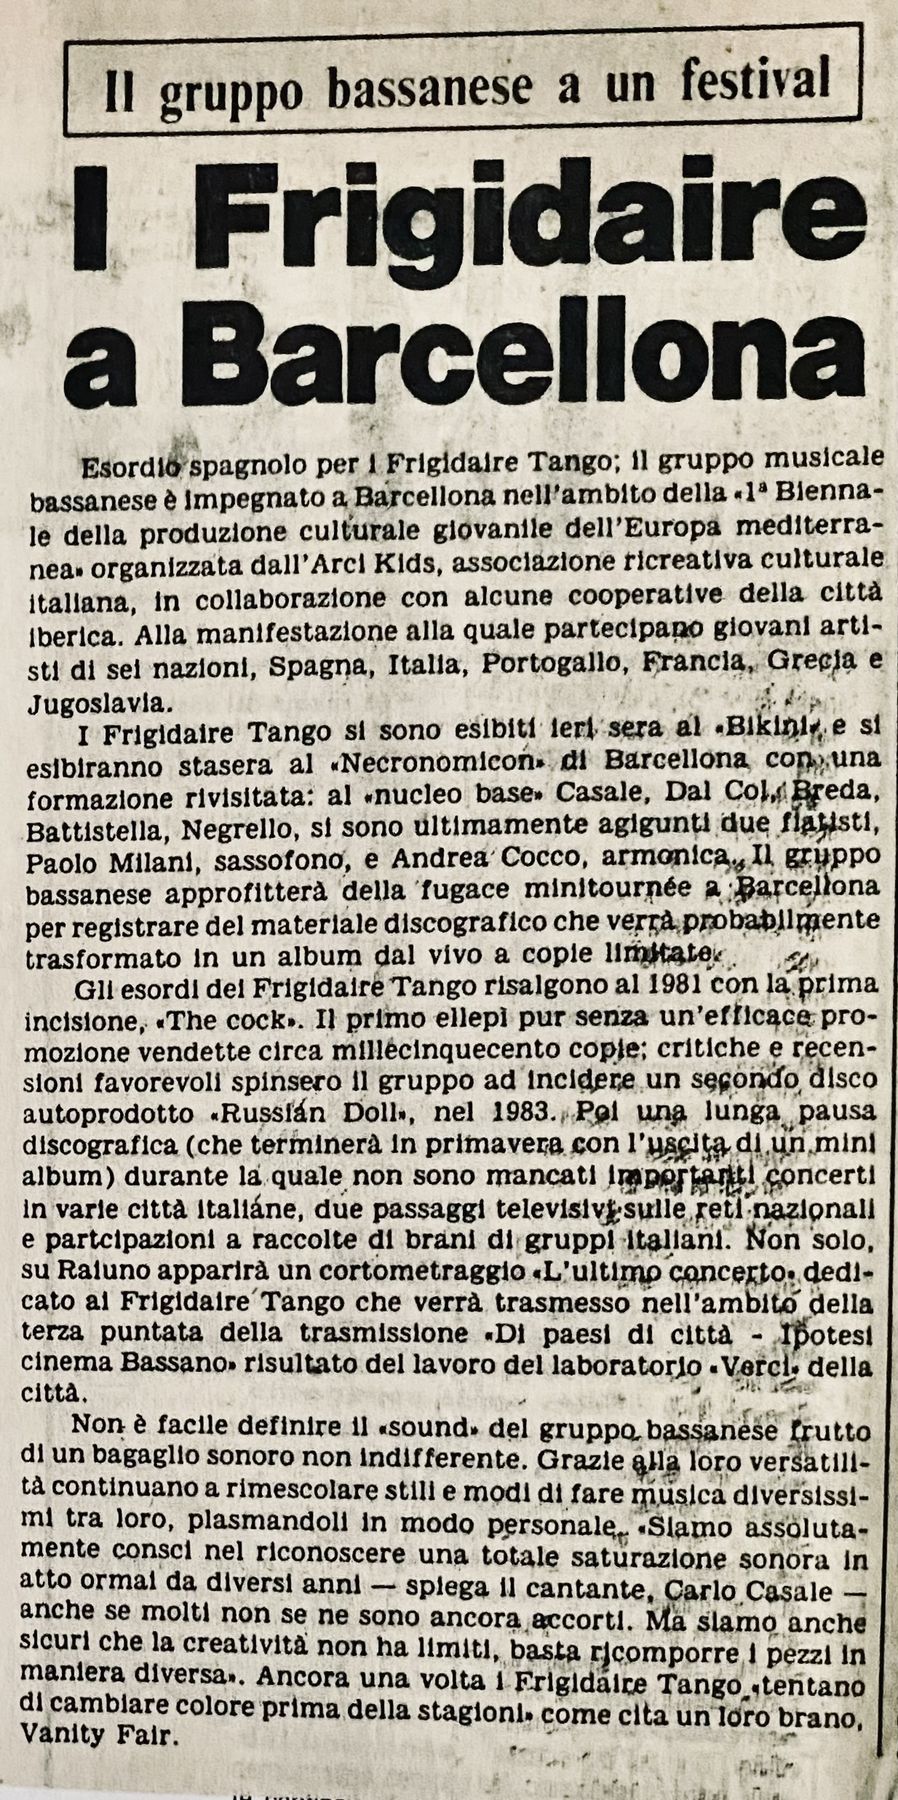 Il gruppo bassanese a un festival
I Frigidaire
a Barcellona
Esordio spagnolo per i Frigidaire Tango; il gruppo musicale
bassanese è impegnato a Barcellona nell'ambito della «1ª Bienna-
le della produzione culturale giovanile dell'Europa mediterra-
nea» organizzata dall'Arci Kids, associazione ricreativa culturale
italiana, in collaborazione con alcune cooperative della città
iberica. Alla manifestazione alla quale partecipano giovani arti-
sti di sei nazioni, Spagna, Italia, Portogallo, Francia, Grecia e
Jugoslavia.
I Frigidaire Tango si sono esibiti ieri sera al «Bikini» e si
esibiranno stasera al «Necronomicon» di Barcellona con una
formazione rivisitata: al «nucleo base» Casale, Dal Col, Breda,
Battistella, Negrello, si sono ultimamente agigunti due fiatisti,
Paolo Milani, sassofono, e Andrea Cocco, armonica. Il gruppo
bassanese approfitterà della fugace minitournée a Barcellona
per registrare del materiale discografico che verrà probabilmente
trasformato in un album dal vivo a copie limitate.
Gli esordi dei Frigidaire Tango risalgono al 1981 con la prima
incisione, «The cock». Il primo ellepì pur senza un'efficace pro-
mozione vendette circa millecinquecento copie; critiche e recen-
sioni favorevoli spinsero il gruppo ad incidere un secondo disco
autoprodotto «Russian Doll», nel 1983. Poi una lunga pausa
discografica (che terminerà in primavera con l'uscita di un mini
album) durante la quale non sono mancati importanti concerti
in varie città italiane, due passaggi televisivi sulle reti nazionali
e partcipazioni a raccolte di brani di gruppi italiani. Non solo,
su Raiuno apparirà un cortometraggio «L'ultimo concerto» dedi-
cato ai Frigidaire Tango che verrà trasmesso nell'ambito della
terza puntata della trasmissione «Di paesi di città - Ipotesi
cinema Bassano» risultato del lavoro del laboratorio «Verci» della
città.
Non è facile definire il «sound» del gruppo bassanese frutto
di un bagaglio sonoro non indifferente. Grazie alla loro versatili-
tà continuano a rimescolare stili e modi di fare musica diversissi-
mi tra loro, plasmandoli in modo personale. «Siamo assoluta-
mente consci nel riconoscere una totale saturazione sonora in
atto ormai da diversi anni — spiega il cantante, Carlo Casale —
anche se molti non se ne sono ancora accorti. Ma siamo anche
sicuri che la creatività non ha limiti, basta ricomporre i pezzi in
maniera diversa». Ancora una volta i Frigidaire Tango «tentano
di cambiare colore prima della stagioni» come cita un loro brano,
Vanity Fair.